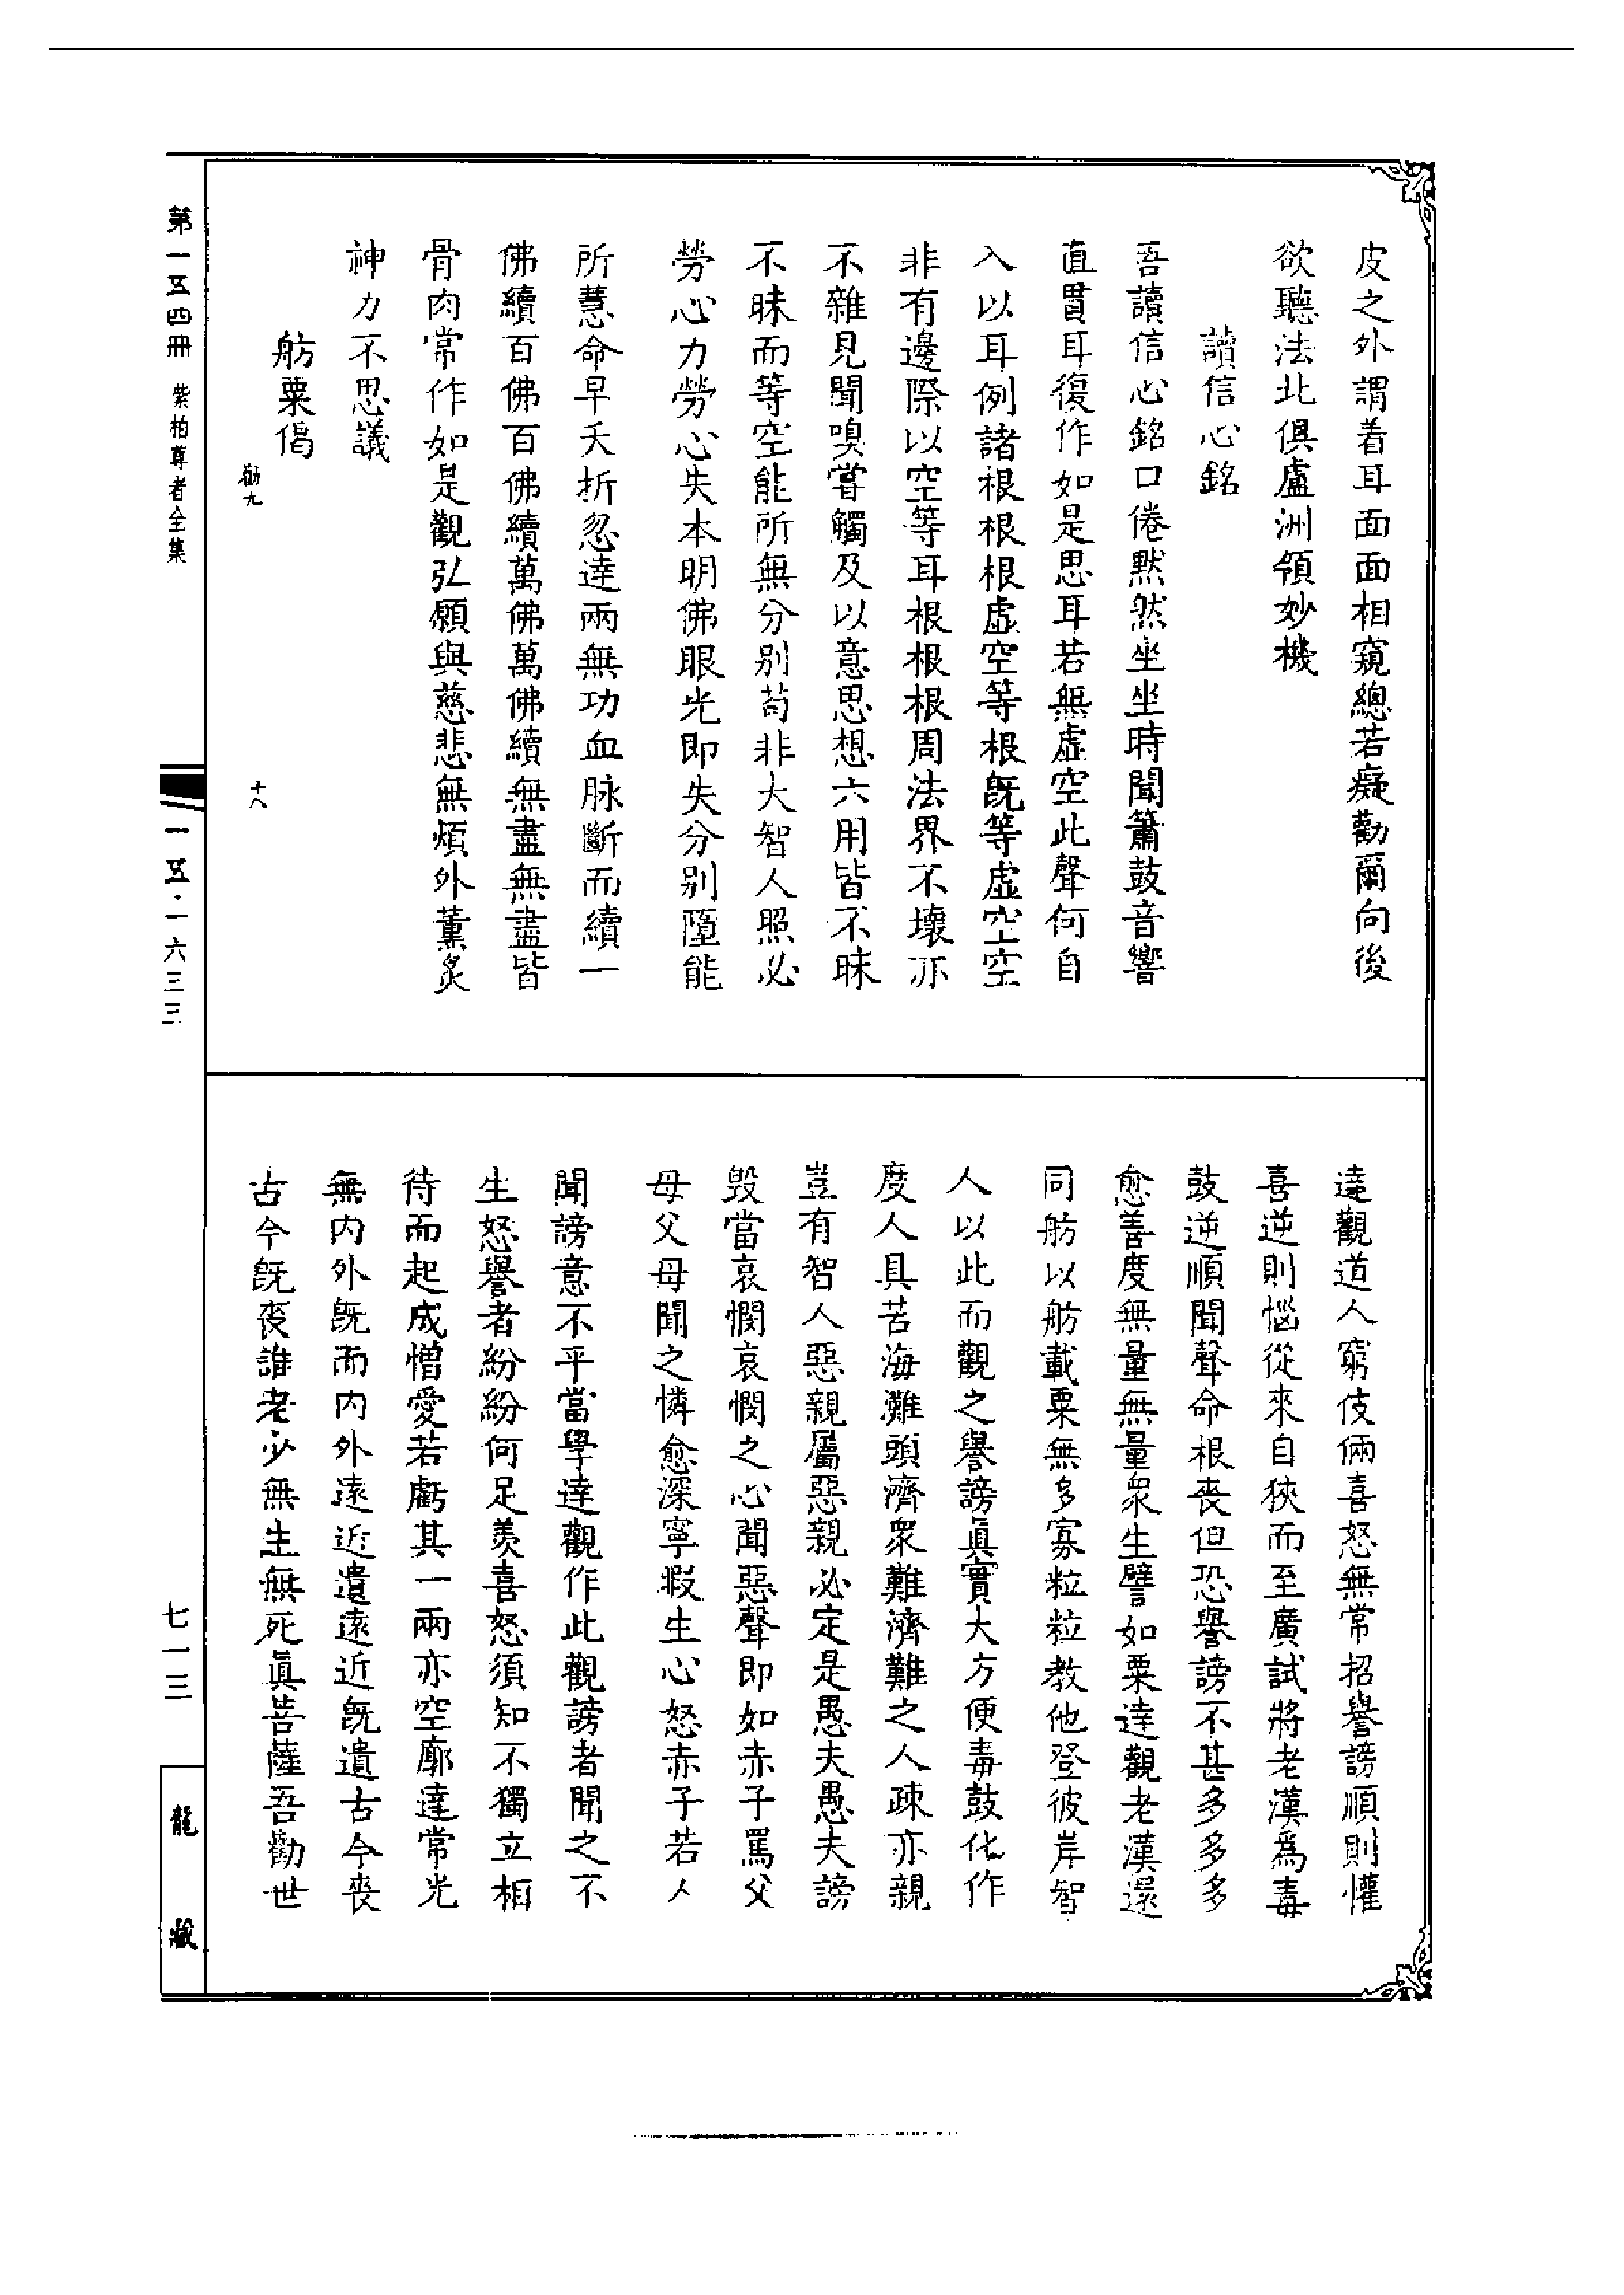 皮之外謂着耳面面相窺總若癡勸爾向後
欲聽法北俱盧洲領妙機
讀信心銘
吾讀信心銘口倦默然坐坐時聞簫鼓音響
直貫耳復作如是思耳若無虛空此聲何自
入以耳例諸根根根虛空等根旣等虛空空
非有邊際以空等耳根根根周法界不壞亦
不雜見聞嗅嘗觸及以意思想六用皆不昧
不昧而等空能所無分別苟非大智人照必
勞心力勞心失本明佛眼光即失分別墮能
所慧命早夭折忽達兩無功血脉斷而續一
佛續百佛百佛續萬佛萬佛續無盡無盡皆
骨肉常作如是觀弘願與慈悲無煩外薰炙
神力不思議
舫粟偈
勸九
十八
達觀道人窮伎倆喜怒無常招譽謗順則懽
喜逆則惱從來自狹而至廣試將老漢爲毒
鼓逆順聞聲命根喪但恐譽謗不甚多多多
愈善度無量無量衆生譬如粟達觀老漢還
同舫以舫載粟無多寡粒粒教他登彼岸智
人以此而觀之譽謗眞實大方便毒鼓化作
度人具苦海灘頭濟衆難濟難之人疎亦親
豈有智人惡親屬惡親必定是愚夫愚夫謗
毀當哀憫哀憫之心聞惡聲即如赤子罵父
母父母聞之憐愈深寧暇生心怒赤子若人
聞謗意不平當學達觀作此觀謗者聞之不
生怒譽者紛紛何足羨喜怒須知不獨立相
待而起成憎愛若虧其一兩亦空廓達常光
無内外旣而内外遠近遺遠近旣遺古今喪
古今旣喪誰老少無生無死眞菩薩吾勸世
第一五四冊 紫柏尊者全集
一五·一六三三
七一三
龍藏